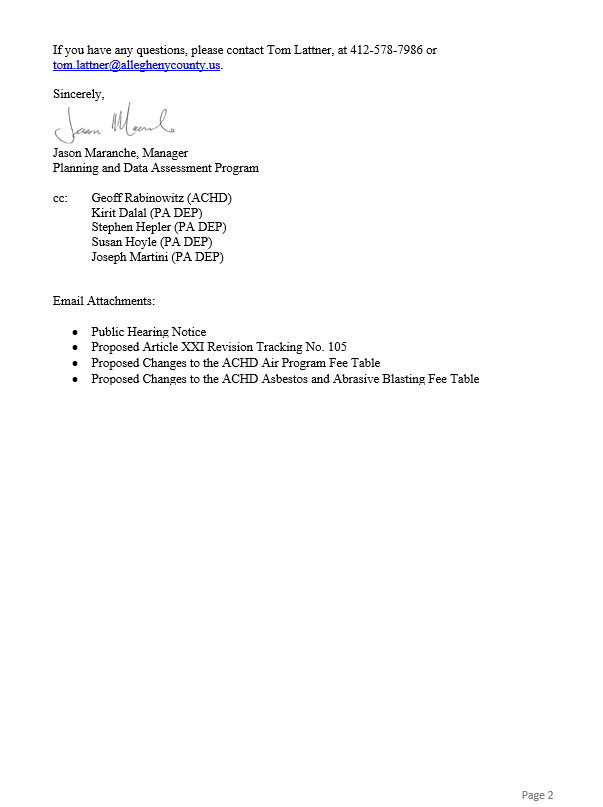 If you have any questions, please contact Tom Lattner, at 412-578-7986 or
tom.lattner@alleghenycounty.us.
Sincerely,
Jason Maranche
Jason Maranche, Manager
Planning and Data Assessment Program
cc: Geoff Rabinowitz (ACHD)
Kirit Dalal (PA DEP)
Stephen Hepler (PA DEP)
Susan Hoyle (PA DEP)
Joseph Martini (PA DEP)
Email Attachments:
• Public Hearing Notice
• Proposed Article XXI Revision Tracking No. 105
• Proposed Changes to the ACHD Air Program Fee Table
• Proposed Changes to the ACHD Asbestos and Abrasive Blasting Fee Table
Page 2